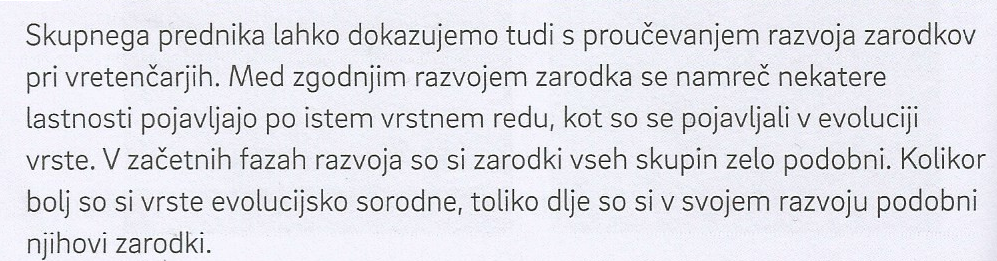 Skupnega prednika lahko dokazujemo tudi s proučevanjem razvoja zarodkov
pri vretenčarjih. Med zgodnjim razvojem zarodka se namreč nekatere
lastnosti pojavljajo po istem vrstnem redu, kot so se pojavljali v evoluciji
vrste. V začetnih fazah razvoja so si zarodki vseh skupin zelo podobni. Kolikor
bolj so si vrste evolucijsko sorodne, toliko dlje so si v svojem razvoju podobni
njihovi zarodki.